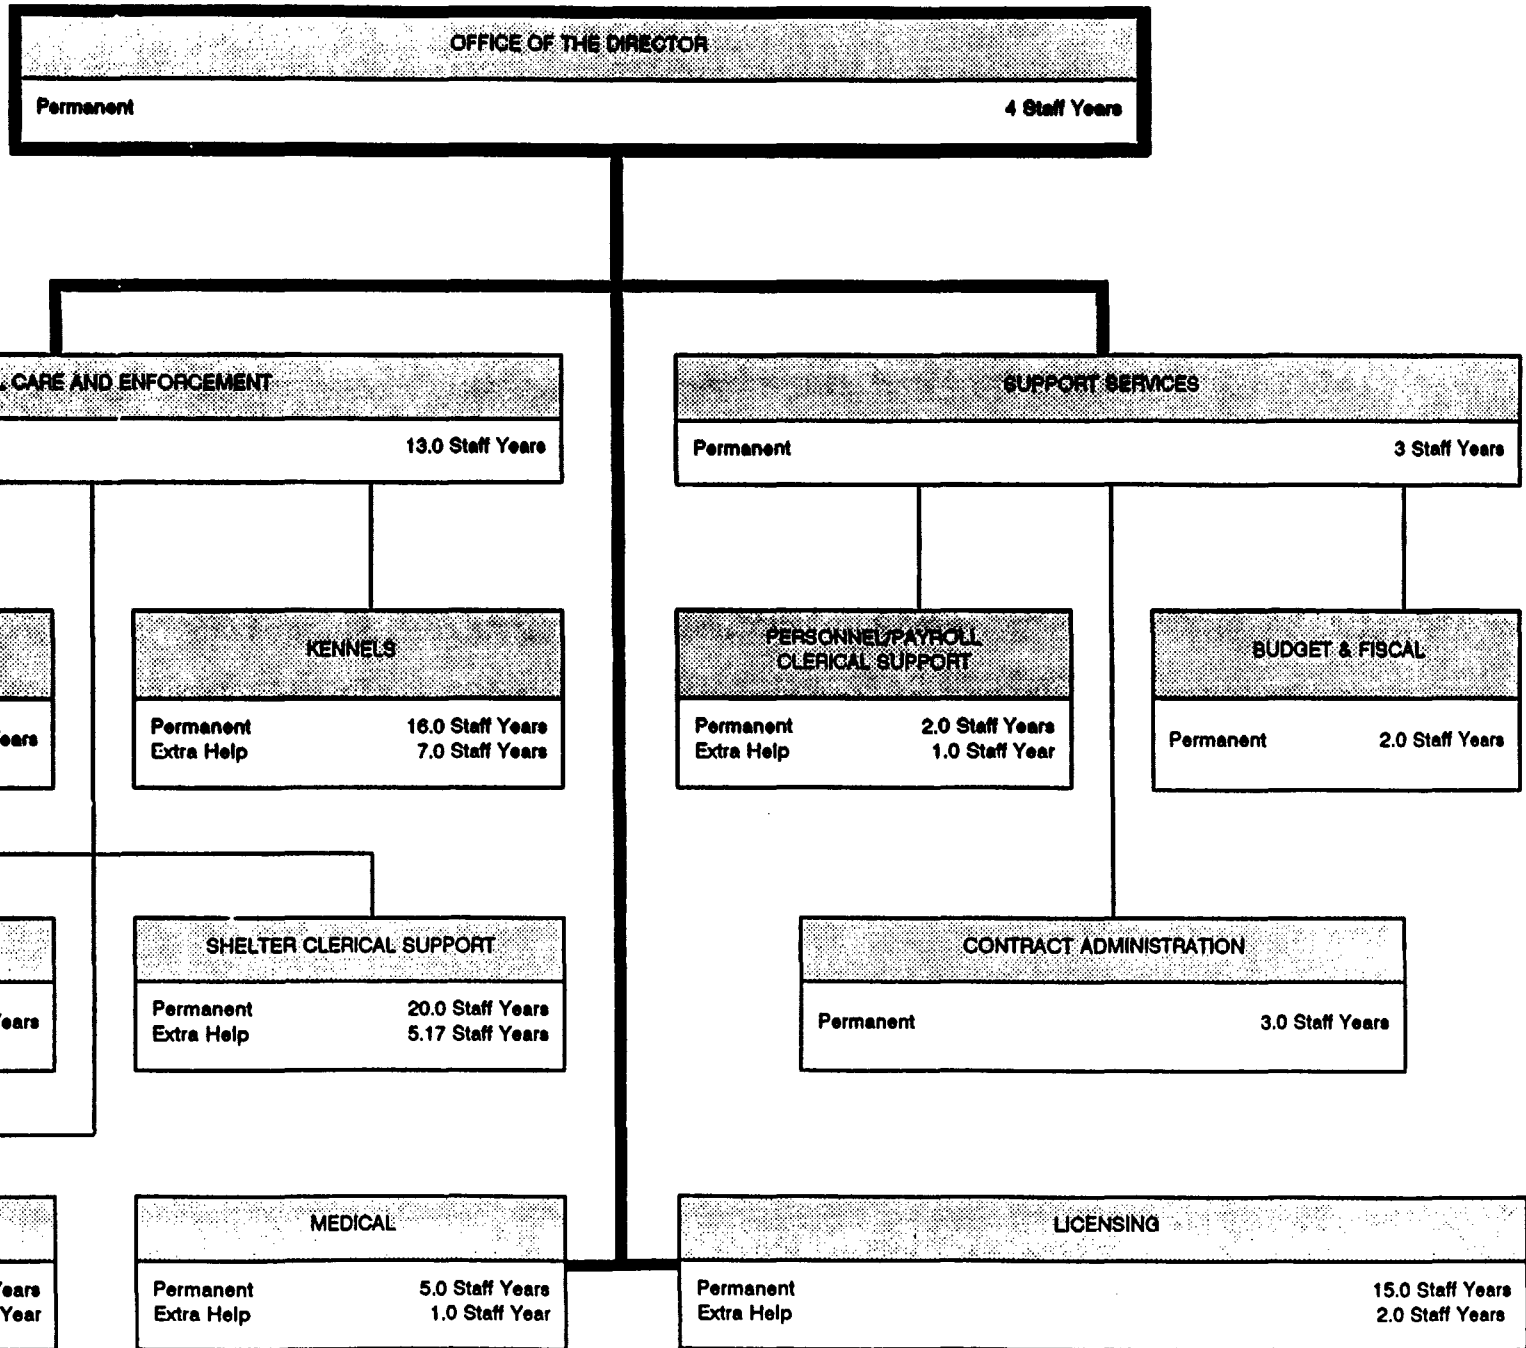 OFFICE OF THE DIRECTOR
Permanent 4 Staff Years
CARE AND ENFORCEMENT
13.0 Staff Years
SUPPORT SERVICES
Permanent 3 Staff Years
KENNELS
Permanent 16.0 Staff Years
Extra Help 7.0 Staff Years
PERSONNEL/PAYROLL
CLERICAL SUPPORT
Permanent 2.0 Staff Years
Extra Help 1.0 Staff Year
BUDGET & FISCAL
Permanent 2.0 Staff Years
SHELTER CLERICAL SUPPORT
Permanent 20.0 Staff Years
Extra Help 5.17 Staff Years
CONTRACT ADMINISTRATION
Permanent 3.0 Staff Years
MEDICAL
Permanent 5.0 Staff Years
Extra Help 1.0 Staff Year
Year
LICENSING
Permanent 15.0 Staff Years
Extra Help 2.0 Staff Years